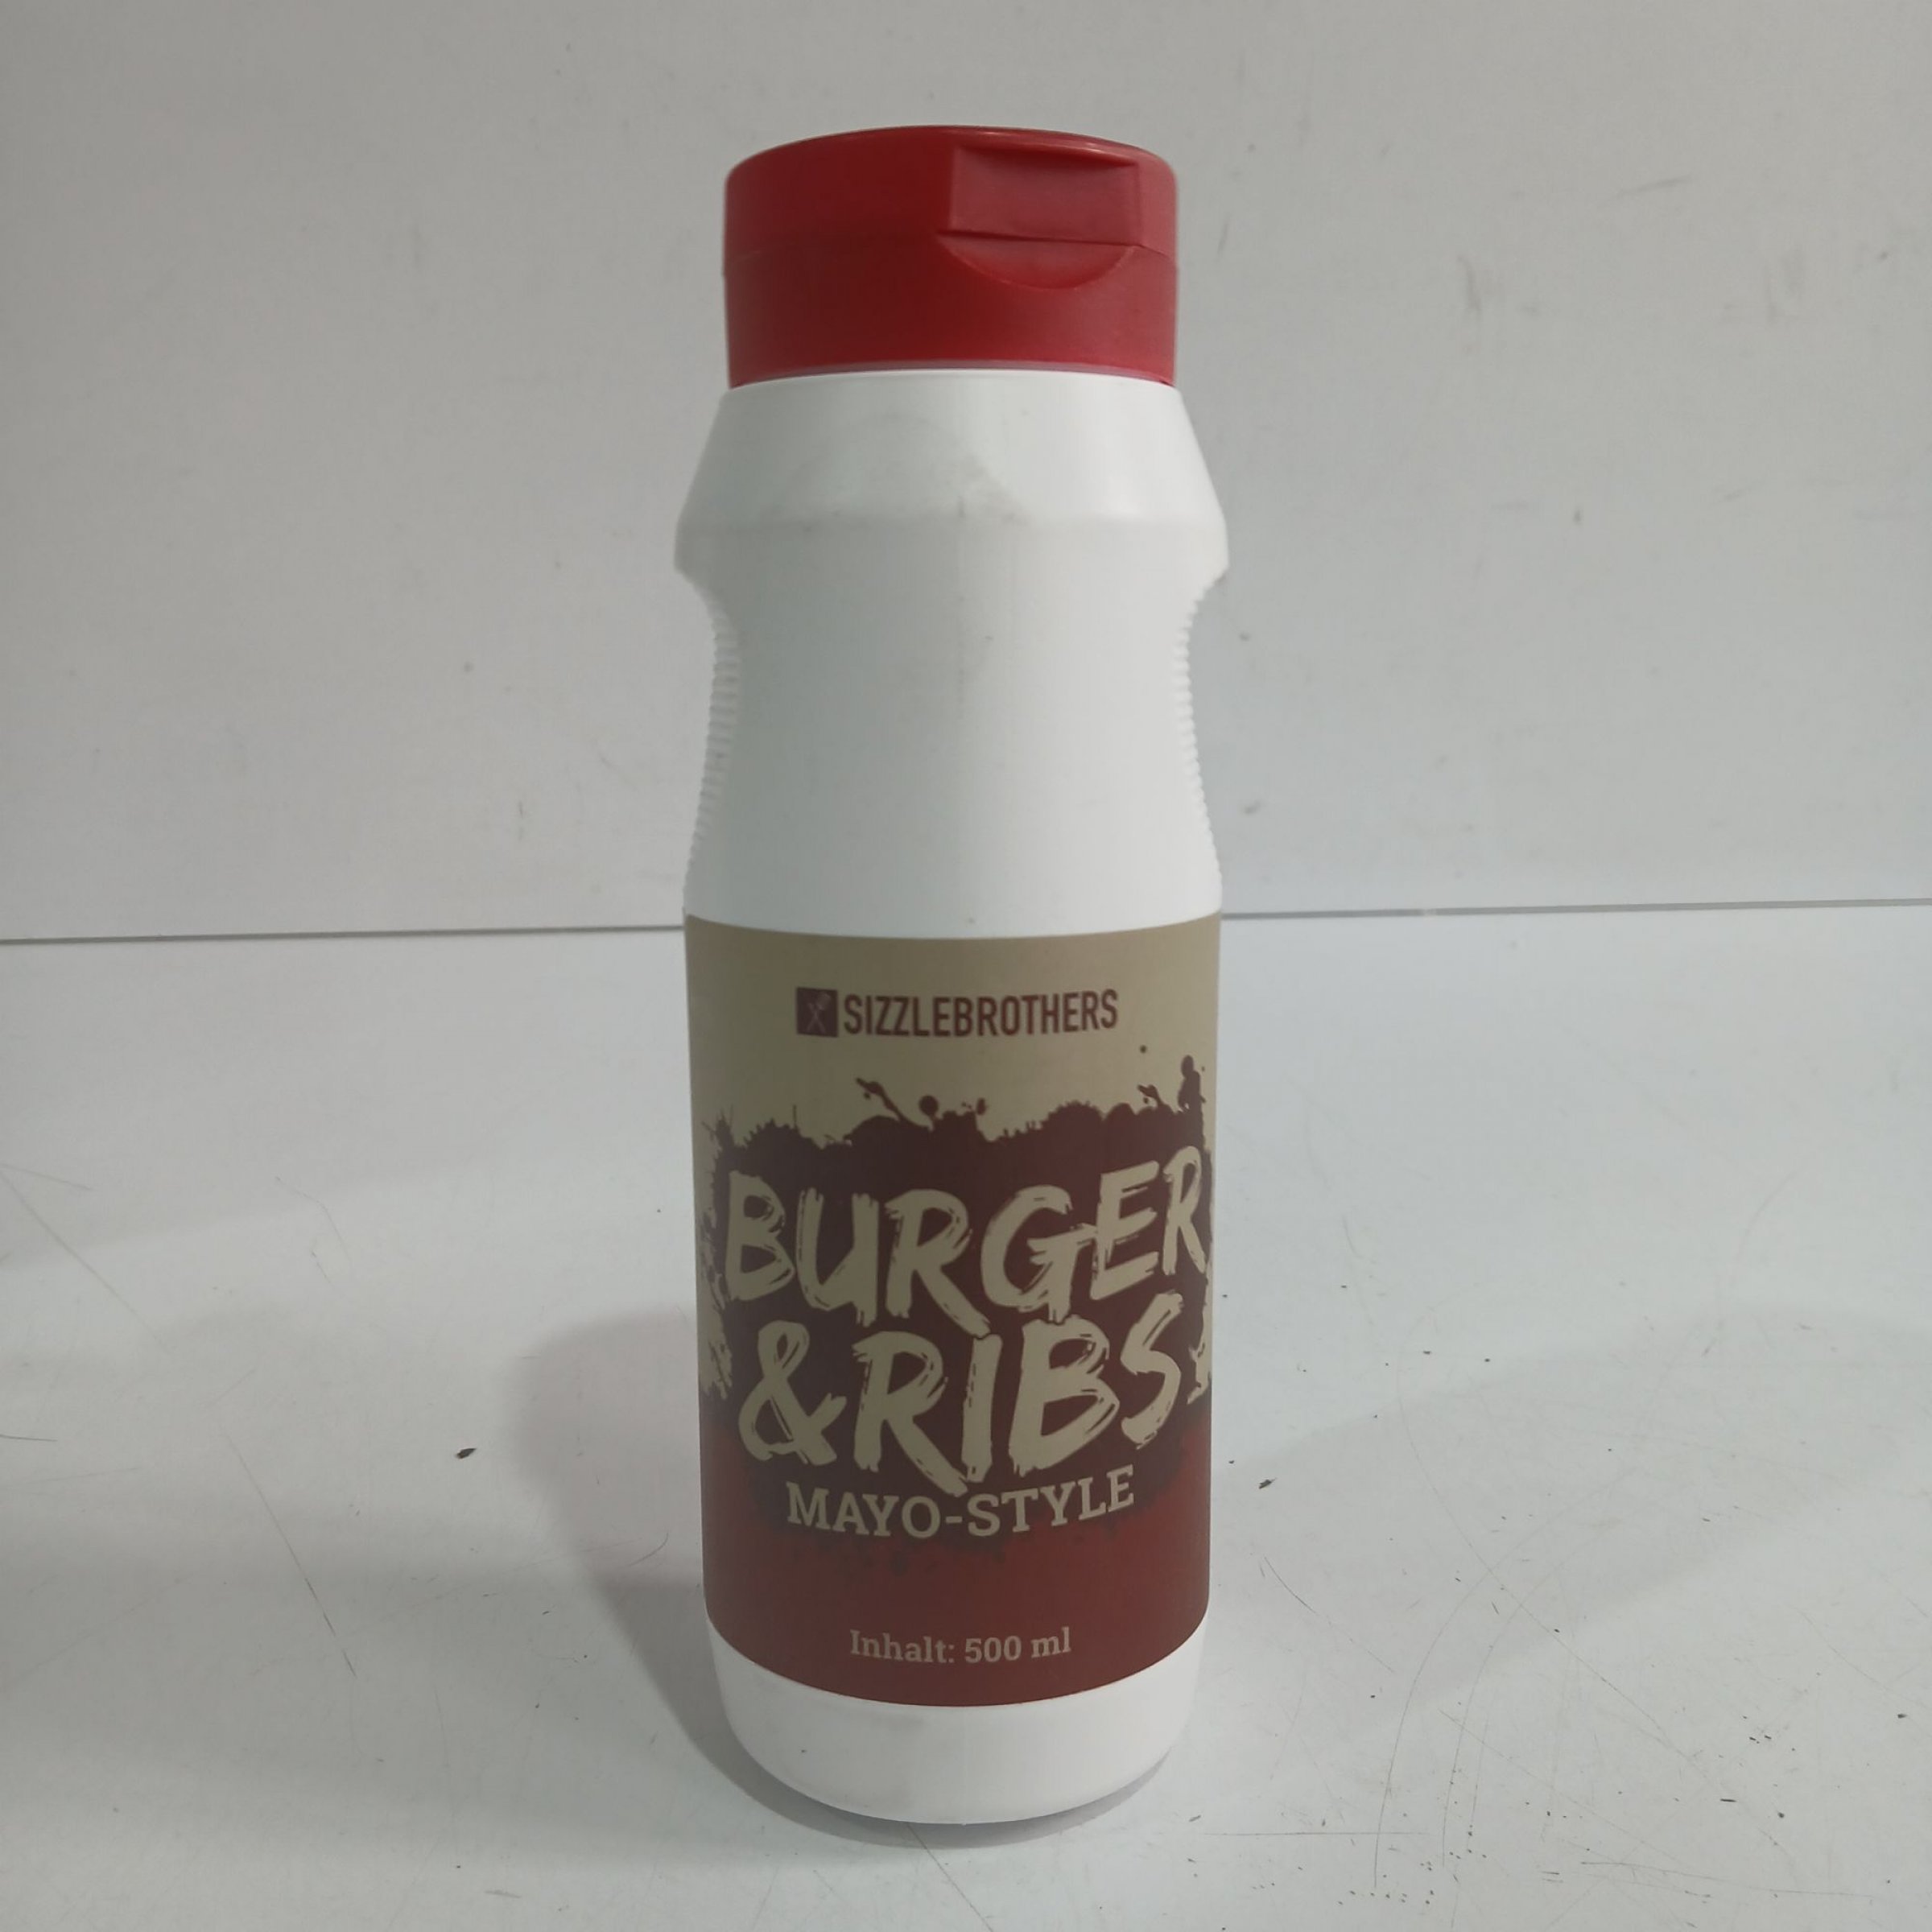 SIZZLEBROTHERS
BURGER
&RIBS
MAYO-STYLE
Inhalt: 500 ml